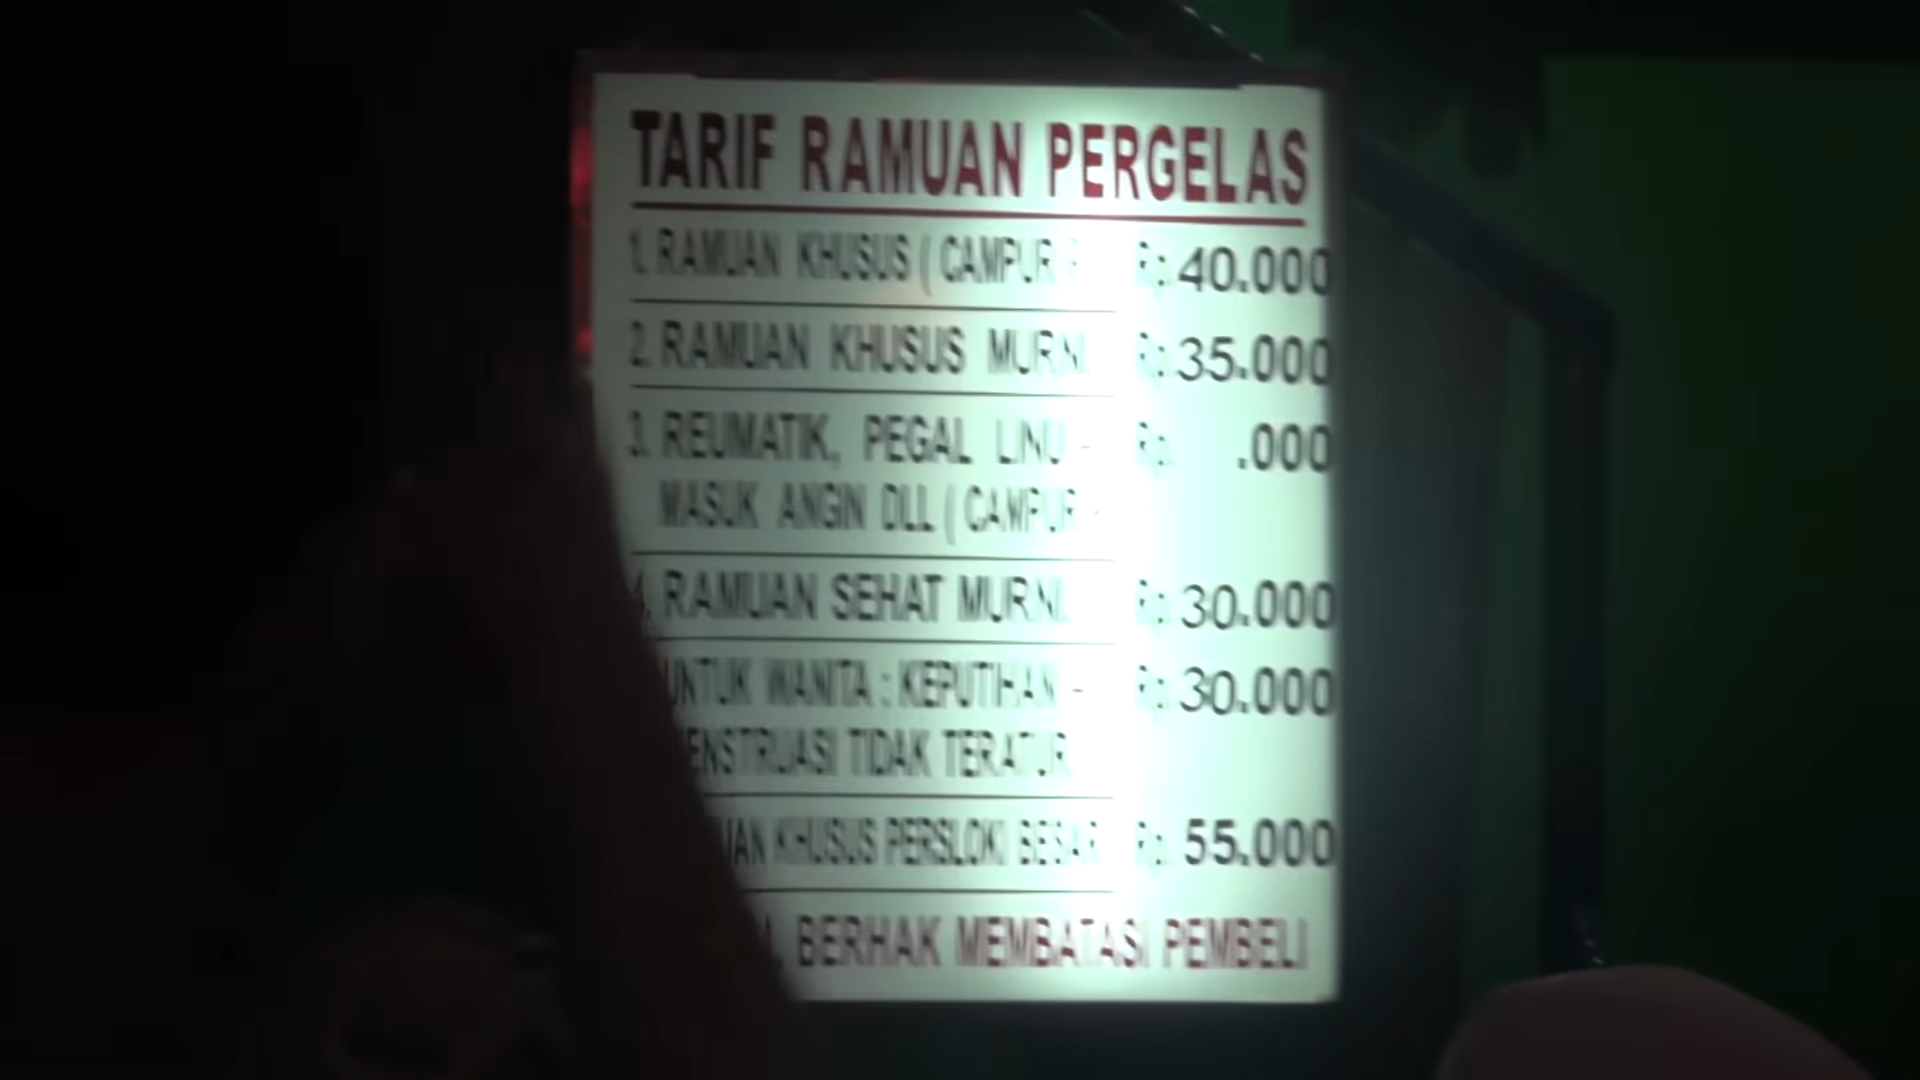 TARIF RAMUAN PERGELAS
1. RAMUAN KHUSUS ( CAMPUR Rp. 40.000
2. RAMUAN KHUSUS MURNI. Rp. 35.000
3. REUMATIK, PEGAL LINU - Rp. .000
MASUK ANGIN DLL ( CAMPUR
4. RAMUAN SEHAT MURNI. Rp. 30.000
UNTUK WANITA : KEPUTIHAN - Rp. 30.000
ENSTRUASI TIDAK TERATUR
UAN KHUSUS PERSLOKI BESAR Rp. 55.000
BERHAK MEMBATASI PEMBELI